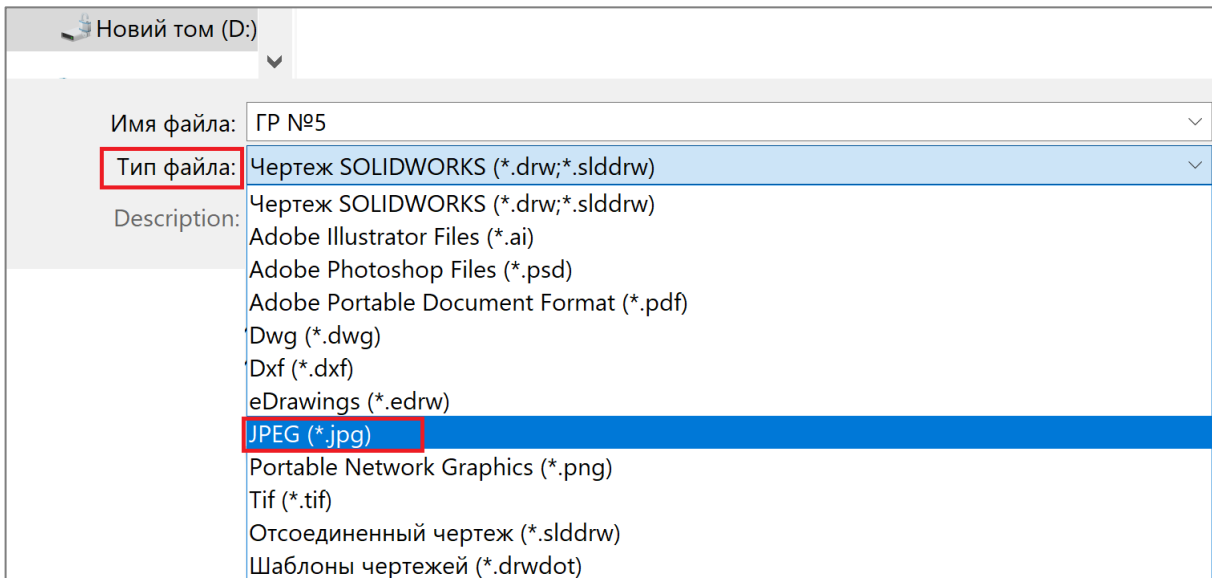 Новий том (D:)
Имя файла: ГР №5
Тип файла: Чертеж SOLIDWORKS (*.drw;*.slddrw)
Description:
Чертеж SOLIDWORKS (*.drw;*.slddrw)
Adobe Illustrator Files (*.ai)
Adobe Photoshop Files (*.psd)
Adobe Portable Document Format (*.pdf)
Dwg (*.dwg)
Dxf (*.dxf)
eDrawings (*.edrw)
JPEG (*.jpg)
Portable Network Graphics (*.png)
Tif (*.tif)
Отсоединенный чертеж (*.slddrw)
Шаблоны чертежей (*.drwdot)